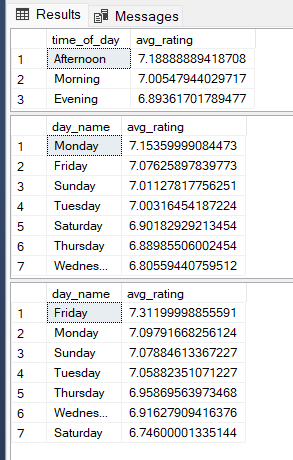 Results Messages
time_of_day avg_rating
1 Afternoon 7.18888889418708
2 Morning 7.00547944029717
3 Evening 6.89361701789477
day_name avg_rating
1 Monday 7.15359999084473
2 Friday 7.07625897839773
3 Sunday 7.01127817756251
4 Tuesday 7.00316454187224
5 Saturday 6.90182929213454
6 Thursday 6.88985506002454
7 Wednes... 6.80559440759512
day_name avg_rating
1 Friday 7.31199998855591
2 Monday 7.09791668256124
3 Sunday 7.07884613367227
4 Tuesday 7.05882351071227
5 Thursday 6.95869563973468
6 Wednes... 6.91627909416376
7 Saturday 6.74600001335144